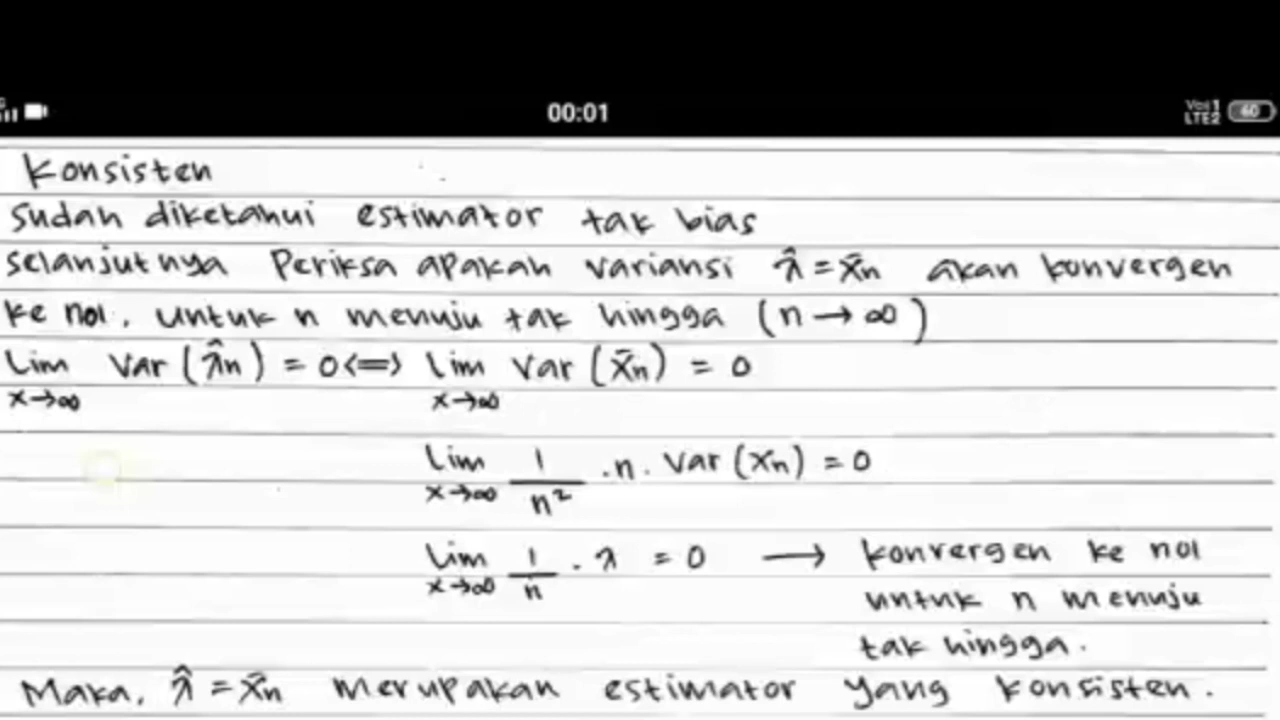 00:01
VoLTE2
60
Konsisten
Sudah diketahui estimator tak bias
Selanjutnya Periksa apakah variansi λ̂ = x̄n akan konvergen
ke nol. untuk n menuju tak hingga (n → ∞)
Lim x→∞ Var (λ̂n) = 0 <=> Lim x→∞ Var (x̄n) = 0
Lim x→∞ 1/n² . n . Var (xn) = 0
Lim x→∞ 1/n . λ = 0 → konvergen ke nol
untuk n menuju
tak hingga.
Maka, λ̂ = x̄n merupakan estimator yang konsisten.